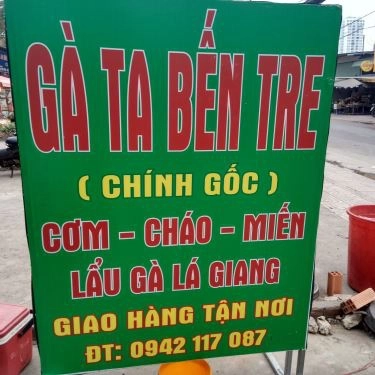 GÀ TA BẾN TRE
( CHÍNH GỐC )
CƠM - CHÁO - MIẾN
LẨU GÀ LÁ GIANG
GIAO HÀNG TẬN NƠI
ĐT: 0942 117 087